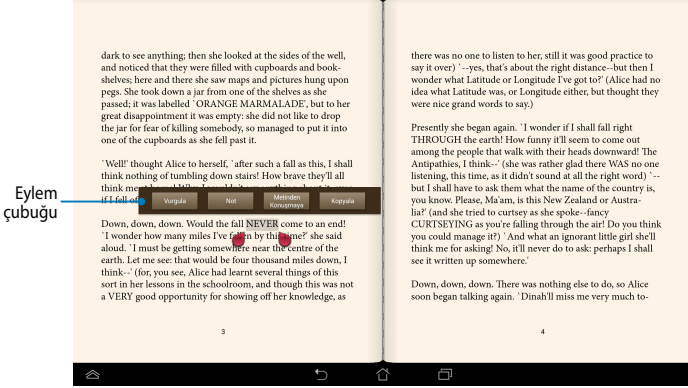 dark to see anything; then she looked at the sides of the well,
and noticed that they were filled with cupboards and book-
shelves; here and there she saw maps and pictures hung upon
pegs. She took down a jar from one of the shelves as she
passed; it was labelled `ORANGE MARMALADE', but to her
great disappointment it was empty: she did not like to drop
the jar for fear of killing somebody, so managed to put it into
one of the cupboards as she fell past it.
`Well!' thought Alice to herself, `after such a fall as this, I shall
think nothing of tumbling down stairs! How brave they'll all
think me
if I fell of
Eylem
çubuğu
Vurgula
Not
Metinden
Konuşmaya
Kopyala
Down, down, down. Would the fall NEVER come to an end!
`I wonder how many miles I've fallen by this time?' she said
aloud. `I must be getting somewhere near the centre of the
earth. Let me see: that would be four thousand miles down, I
think--' (for, you see, Alice had learnt several things of this
sort in her lessons in the schoolroom, and though this was not
a VERY good opportunity for showing off her knowledge, as
3
there was no one to listen to her, still it was good practice to
say it over) `--yes, that's about the right distance--but then I
wonder what Latitude or Longitude I've got to?' (Alice had no
idea what Latitude was, or Longitude either, but thought they
were nice grand words to say.)
Presently she began again. `I wonder if I shall fall right
THROUGH the earth! How funny it'll seem to come out
among the people that walk with their heads downward! The
Antipathies, I think--' (she was rather glad there WAS no one
listening, this time, as it didn't sound at all the right word) `--
but I shall have to ask them what the name of the country is,
you know. Please, Ma'am, is this New Zealand or Austra-
lia?' (and she tried to curtsey as she spoke--fancy
CURTSEYING as you're falling through the air! Do you think
you could manage it?) `And what an ignorant little girl she'll
think me for asking! No, it'll never do to ask: perhaps I shall
see it written up somewhere.'
Down, down, down. There was nothing else to do, so Alice
soon began talking again. `Dinah'll miss me very much to-
4